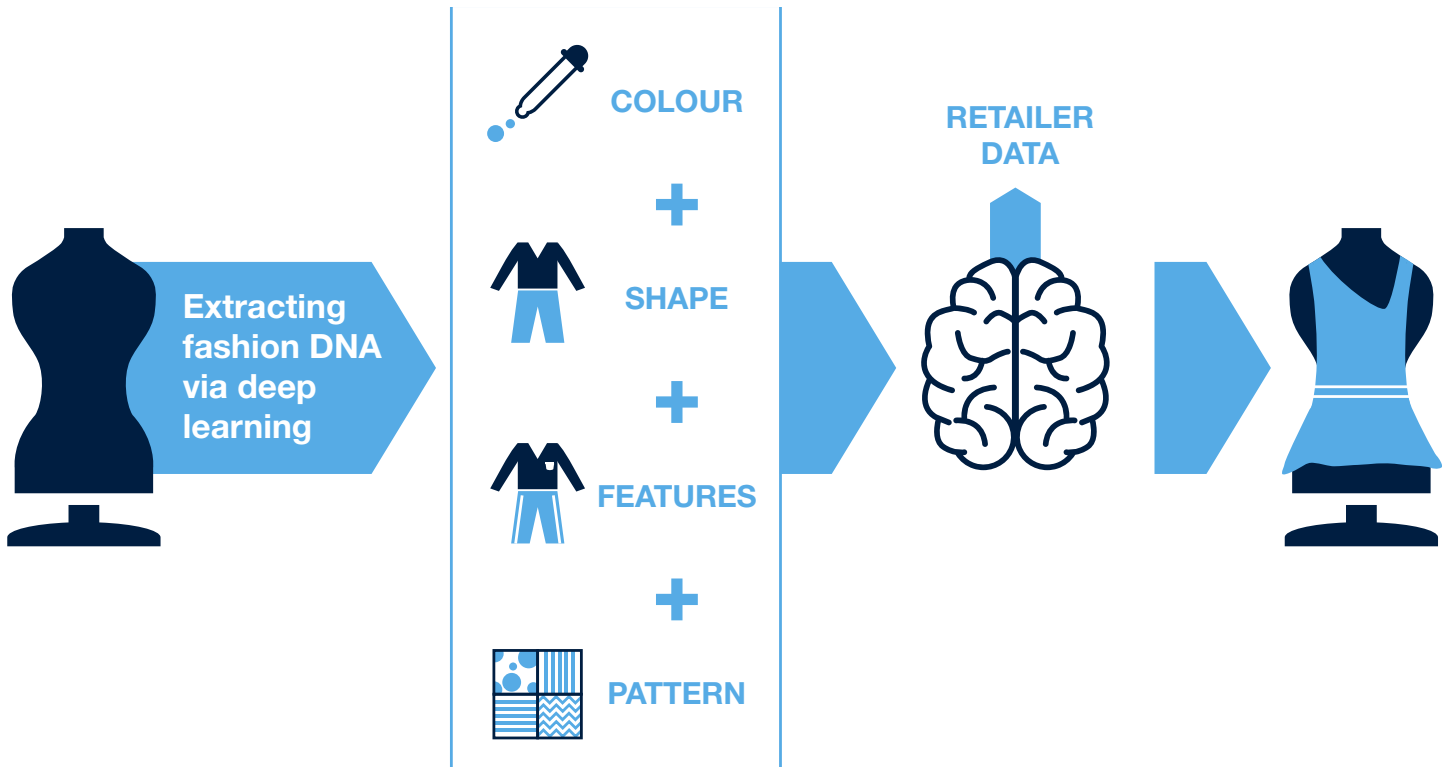 Extracting
fashion DNA
via deep
learning
COLOUR
SHAPE
FEATURES
PATTERN
RETAILER
DATA